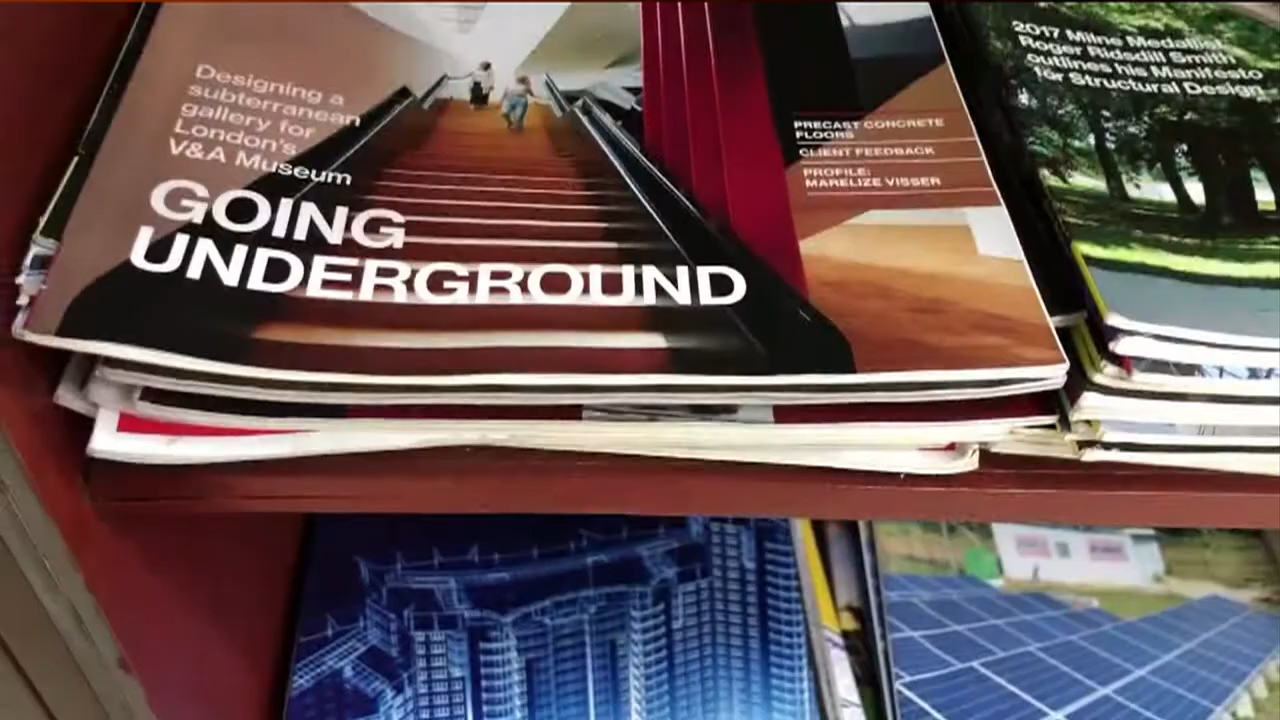 Designing a
subterranean
gallery for
London's
V&A Museum
GOING
UNDERGROUND
PRECAST CONCRETE
FLOORS
CLIENT FEEDBACK
PROFILE:
MARELIZE VISSER
2017 Milne Medallist
Roger Ridsdill Smith
outlines his Manifesto
for Structural Design